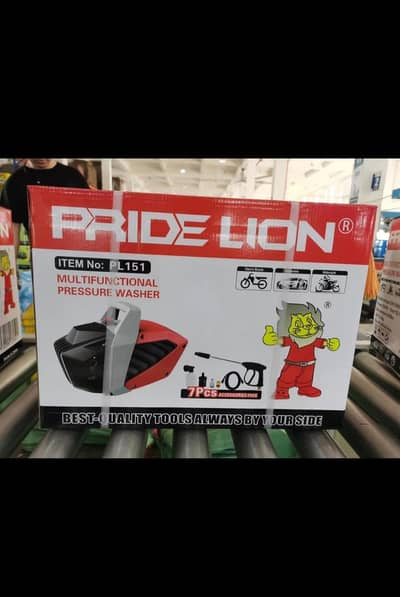 PRIDE LION®
ITEM No: PL151
MULTIFUNCTIONAL
PRESSURE WASHER
®
7Pcs
BEST-QUALITY TOOLS ALWAYS BY YOUR SIDE